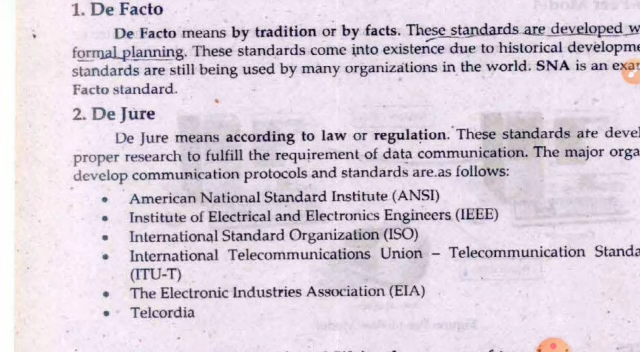 1. De Facto
De Facto means by tradition or by facts. These standards are developed w
formal planning. These standards come into existence due to historical developme
standards are still being used by many organizations in the world. SNA is an exam
Facto standard.
2. De Jure
De Jure means according to law or regulation. These standards are devel
proper research to fulfill the requirement of data communication. The major orga
develop communication protocols and standards are as follows:
• American National Standard Institute (ANSI)
• Institute of Electrical and Electronics Engineers (IEEE)
• International Standard Organization (ISO)
• International Telecommunications Union – Telecommunication Standa
(ITU-T)
• The Electronic Industries Association (EIA)
• Telcordia